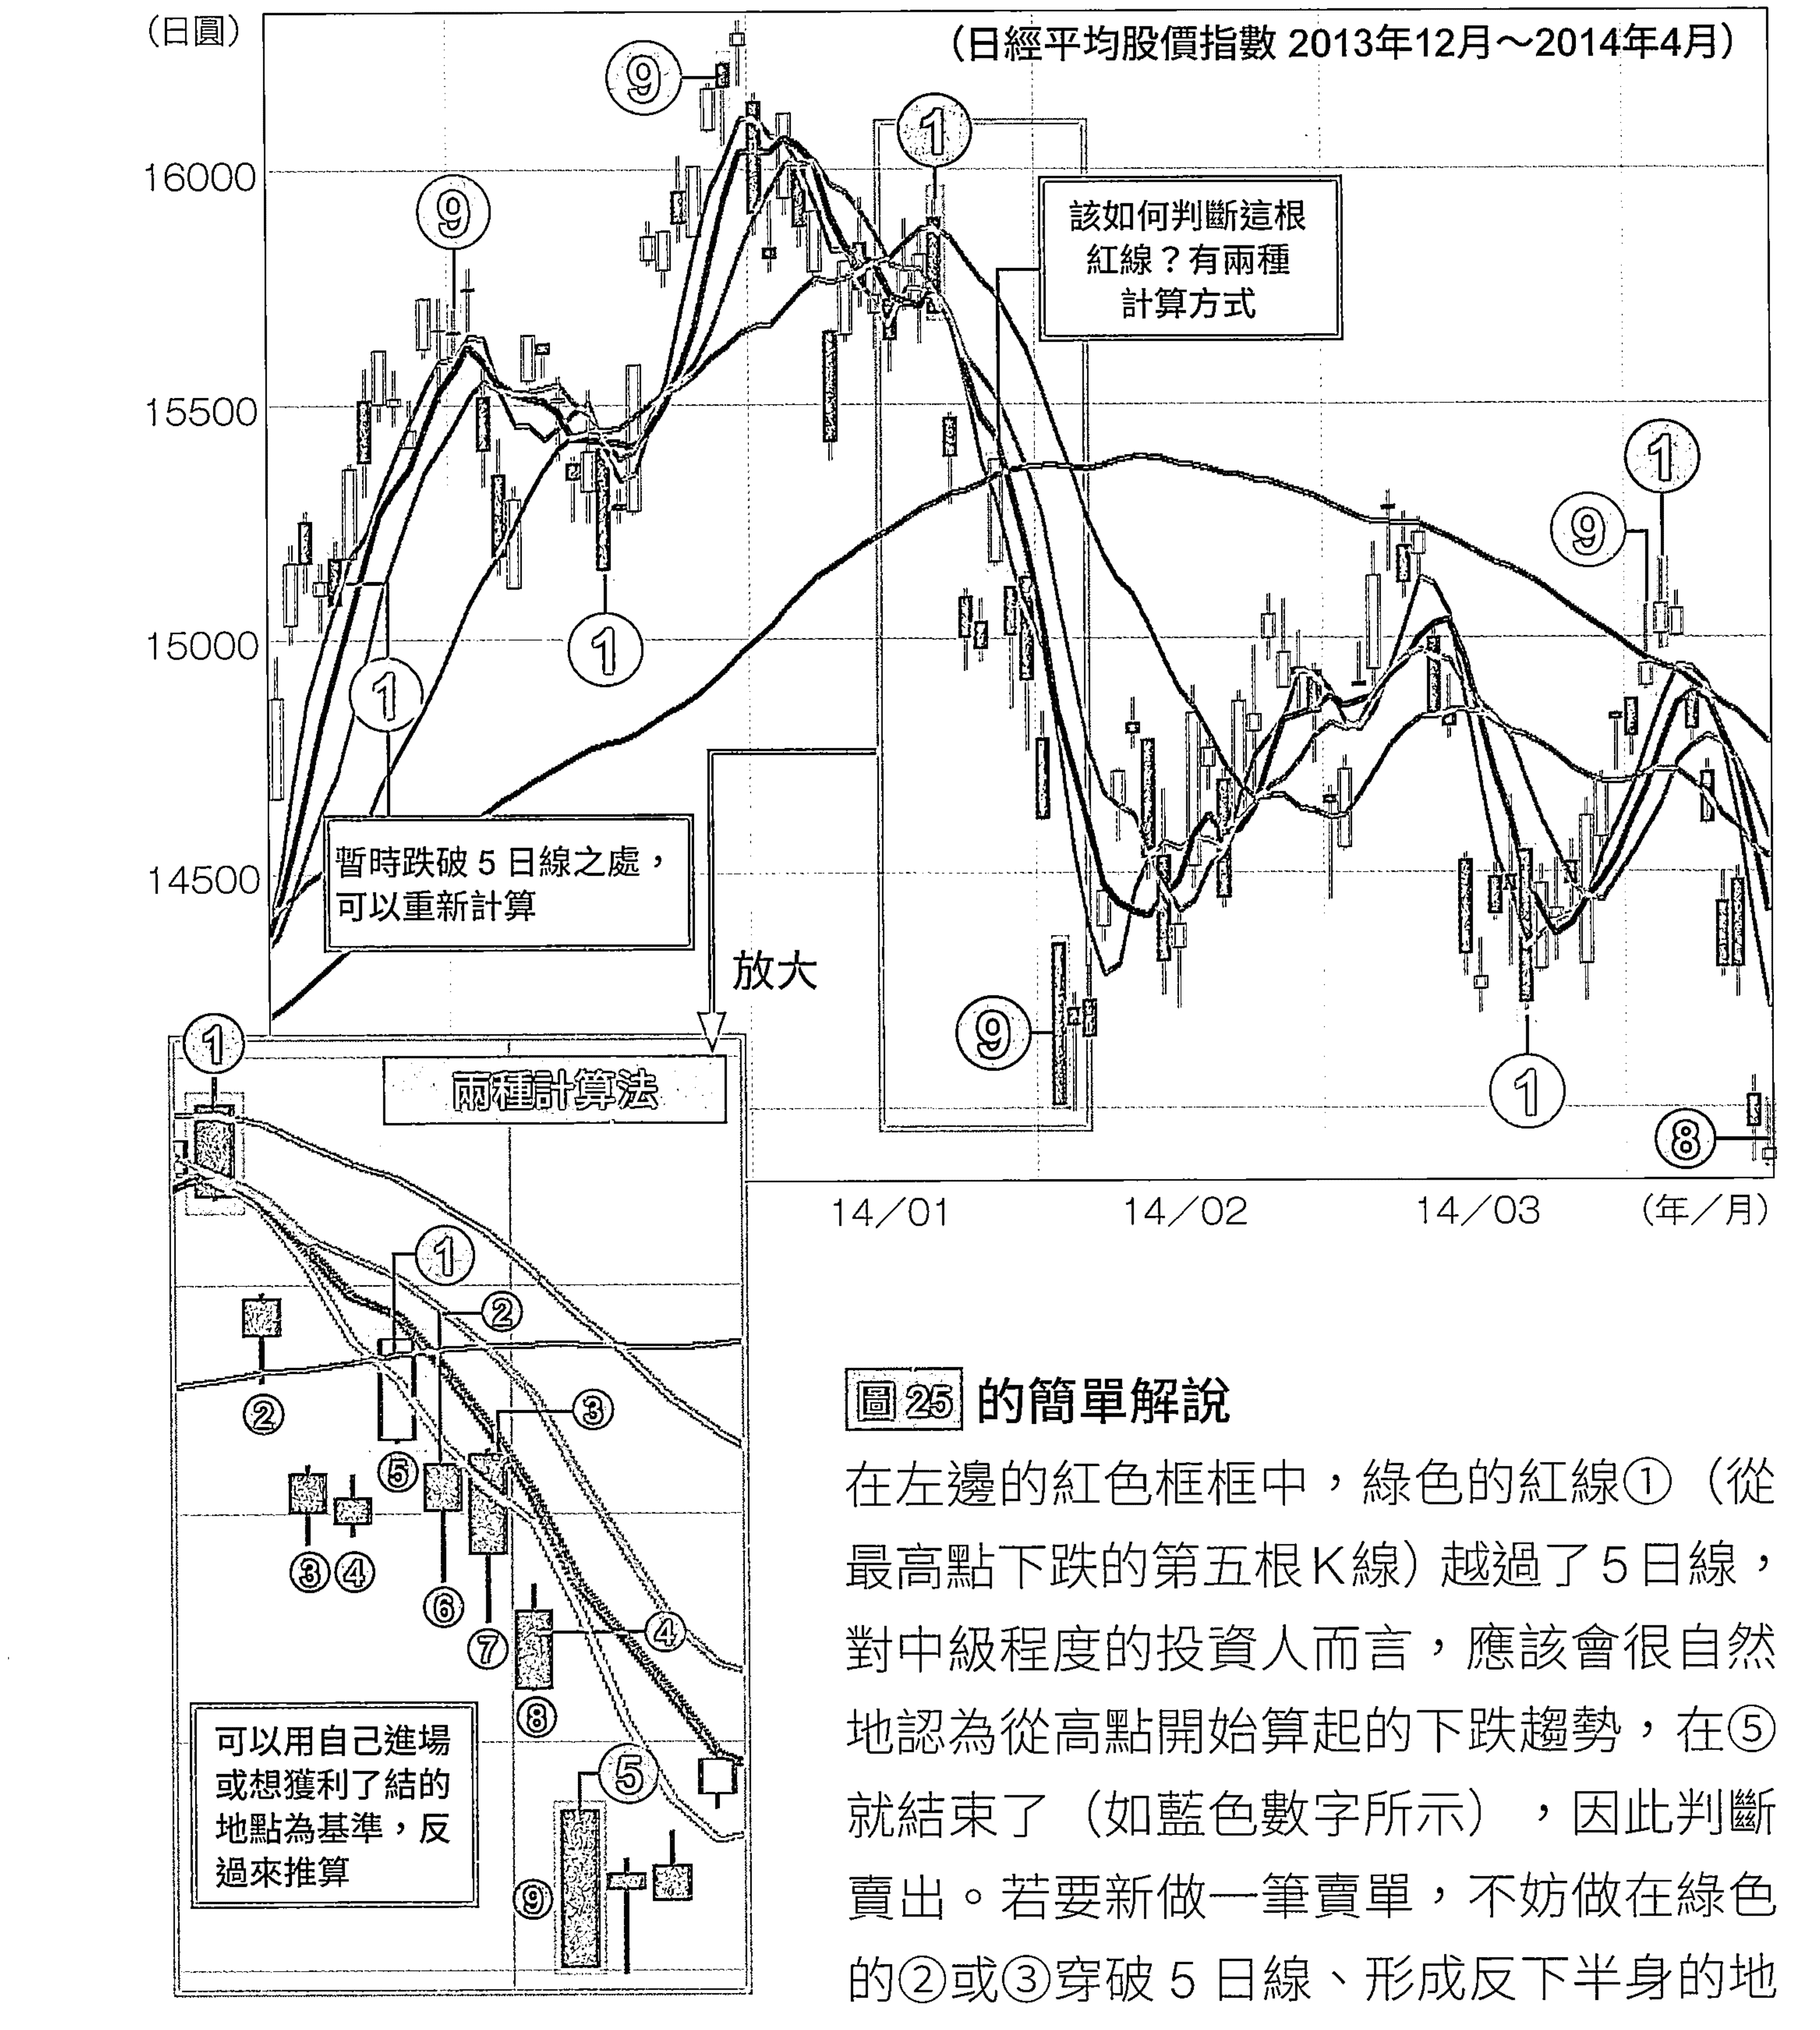 （日圓）
（日經平均股價指數 2013年12月～2014年4月）
⑨
①
16000
⑨
該如何判斷這根
紅線？有兩種
計算方式
15500
①
⑨
15000
①
①
14500
暫時跌破 5 日線之處，
可以重新計算
放大
⑨
①
⑧
14／01
14／02
14／03
（年／月）
①
兩種計算法
①
②
②
③
⑤
③
④
⑥
⑦
④
⑧
可以用自己進場
或想獲利了結的
地點為基準，反
過來推算
⑤
⑨
圖 25 的簡單解說
在左邊的紅色框框中，綠色的紅線①（從
最高點下跌的第五根K線）越過了5日線，
對中級程度的投資人而言，應該會很自然
地認為從高點開始算起的下跌趨勢，在⑤
就結束了（如藍色數字所示），因此判斷
賣出。若要新做一筆賣單，不妨做在綠色
的②或③穿破 5 日線、形成反下半身的地